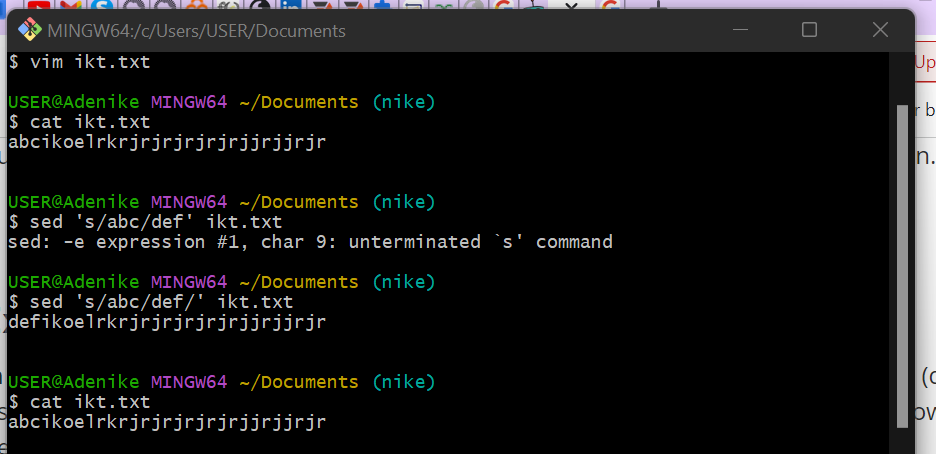 MINGW64:/c/Users/USER/Documents
$ vim ikt.txt
USER@Adenike MINGW64 ~/Documents (nike)
$ cat ikt.txt
abcikoelrkrjrjrjrjrjrjjrjjrjr
USER@Adenike MINGW64 ~/Documents (nike)
$ sed 's/abc/def' ikt.txt
sed: -e expression #1, char 9: unterminated `s' command
USER@Adenike MINGW64 ~/Documents (nike)
$ sed 's/abc/def/' ikt.txt
defikoelrkrjrjrjrjrjrjjrjjrjr
USER@Adenike MINGW64 ~/Documents (nike)
$ cat ikt.txt
abcikoelrkrjrjrjrjrjrjjrjjrjr